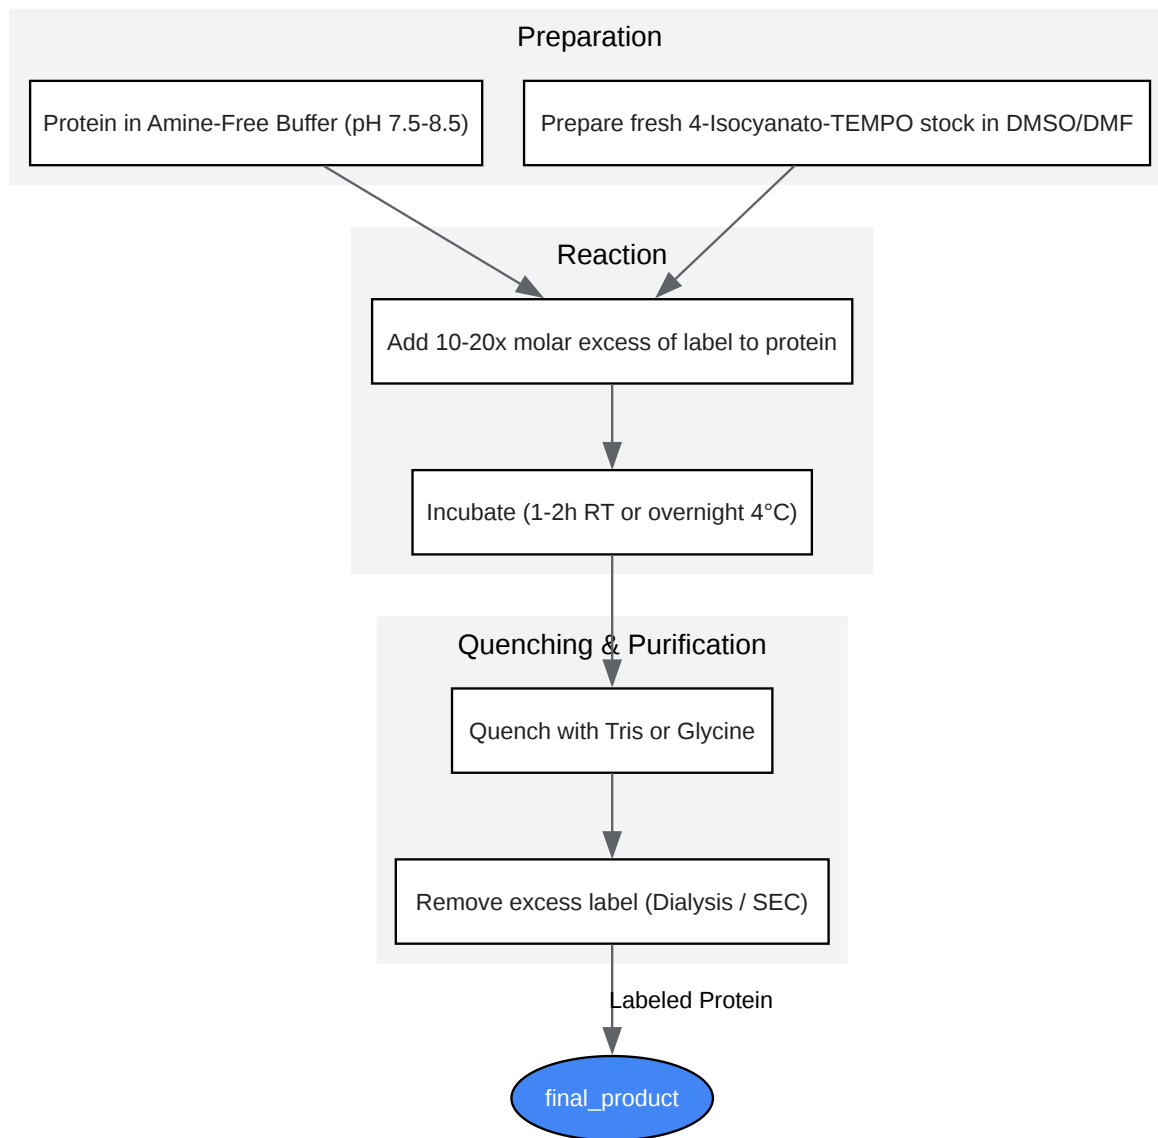 Preparation
Protein in Amine-Free Buffer (pH 7.5-8.5)
Prepare fresh 4-Isocyanato-TEMPO stock in DMSO/DMF
Reaction
Add 10-20x molar excess of label to protein
Incubate (1-2h RT or overnight 4°C)
Quenching & Purification
Quench with Tris or Glycine
Remove excess label (Dialysis / SEC)
Labeled Protein
final_product